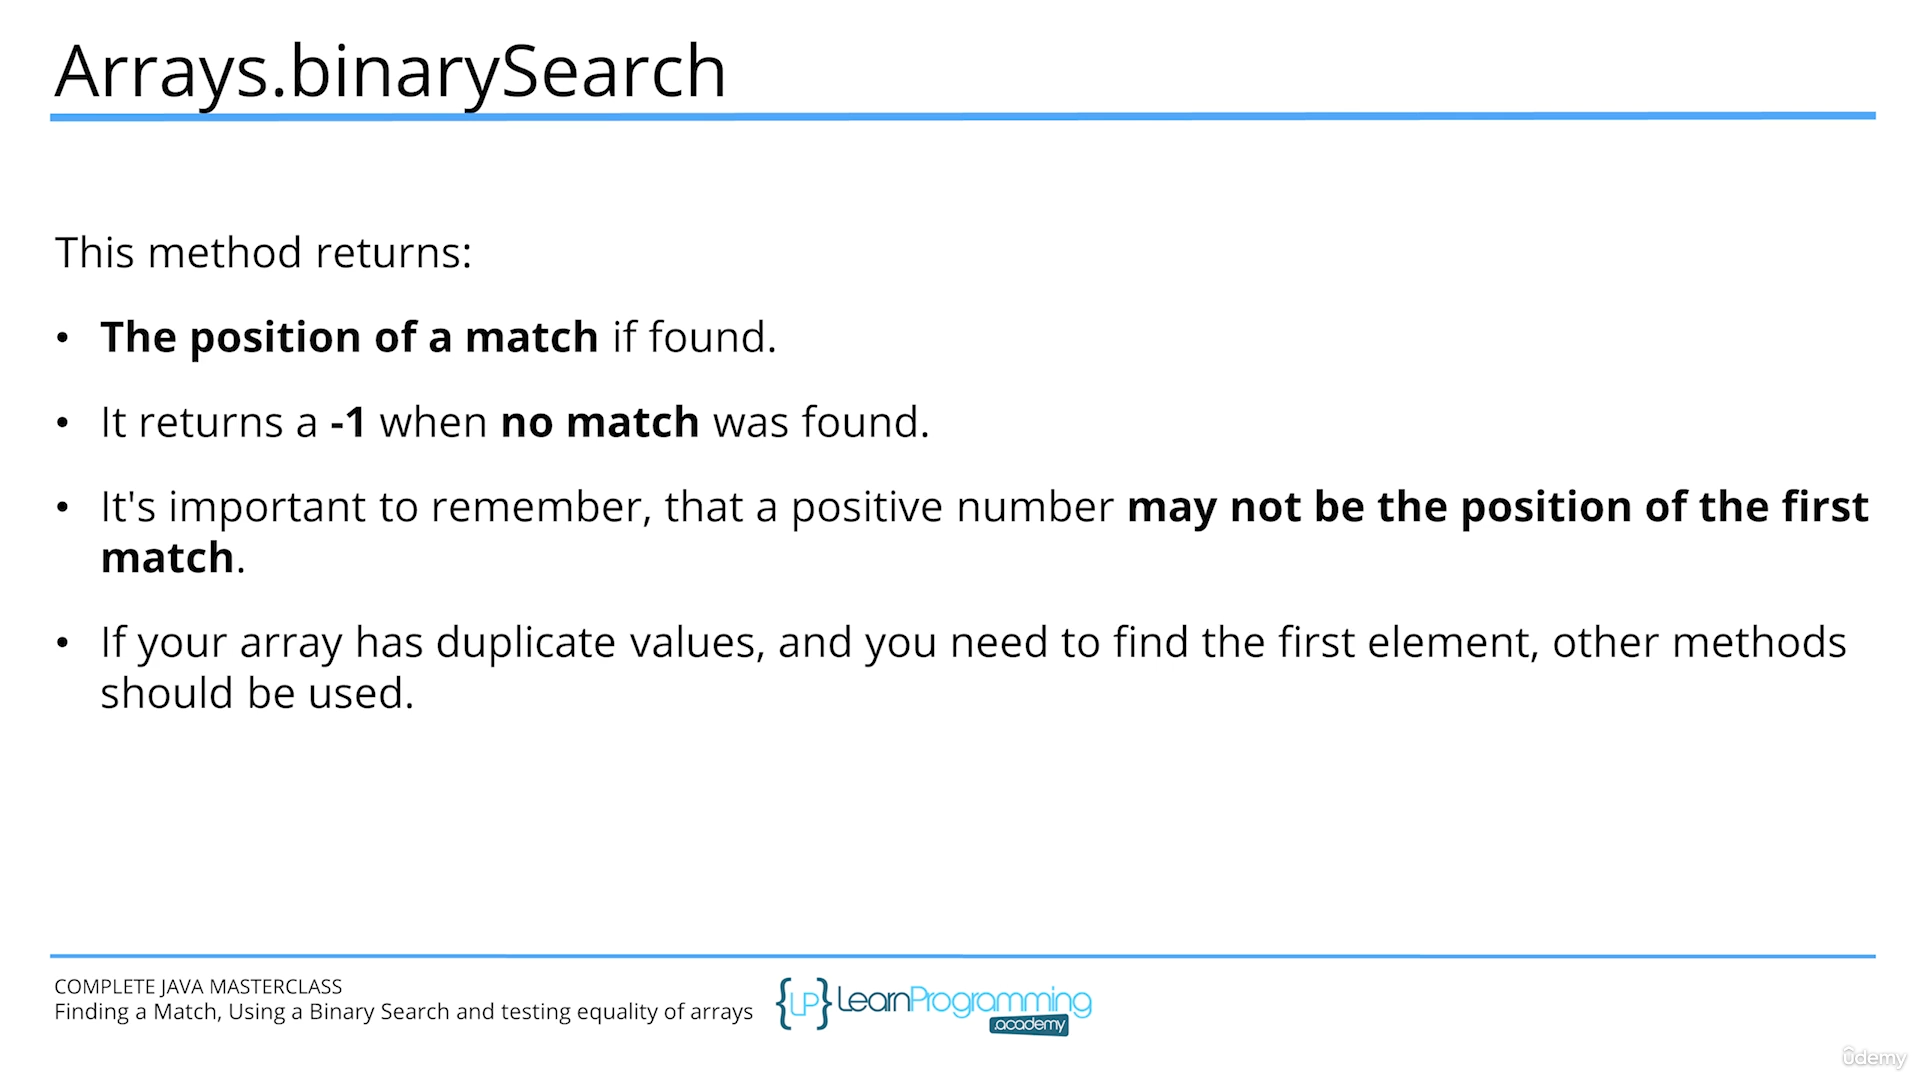 Arrays.binarySearch
This method returns:
• The position of a match if found.
• It returns a -1 when no match was found.
• It's important to remember, that a positive number may not be the position of the first
match.
• If your array has duplicate values, and you need to find the first element, other methods
should be used.
COMPLETE JAVA MASTERCLASS
Finding a Match, Using a Binary Search and testing equality of arrays
{LP} LearnProgramming
.academy
ûdemy